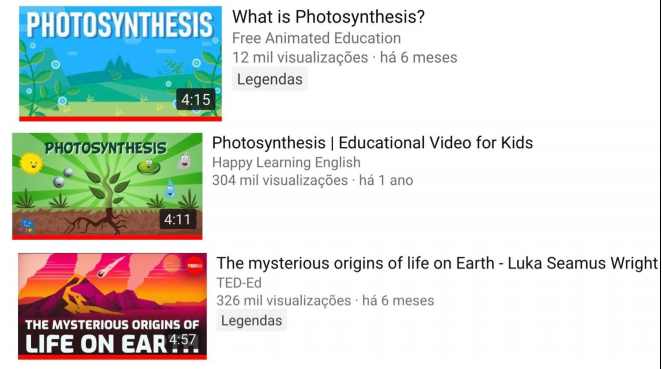 PHOTOSYNTHESIS
4:15
What is Photosynthesis?
Free Animated Education
12 mil visualizações · há 6 meses
Legendas
PHOTOSYNTHESIS
4:11
Photosynthesis | Educational Video for Kids
Happy Learning English
304 mil visualizações · há 1 ano
TED-Ed
THE MYSTERIOUS ORIGINS OF
LIFE ON EAR
4:57
The mysterious origins of life on Earth - Luka Seamus Wright
TED-Ed
326 mil visualizações · há 6 meses
Legendas